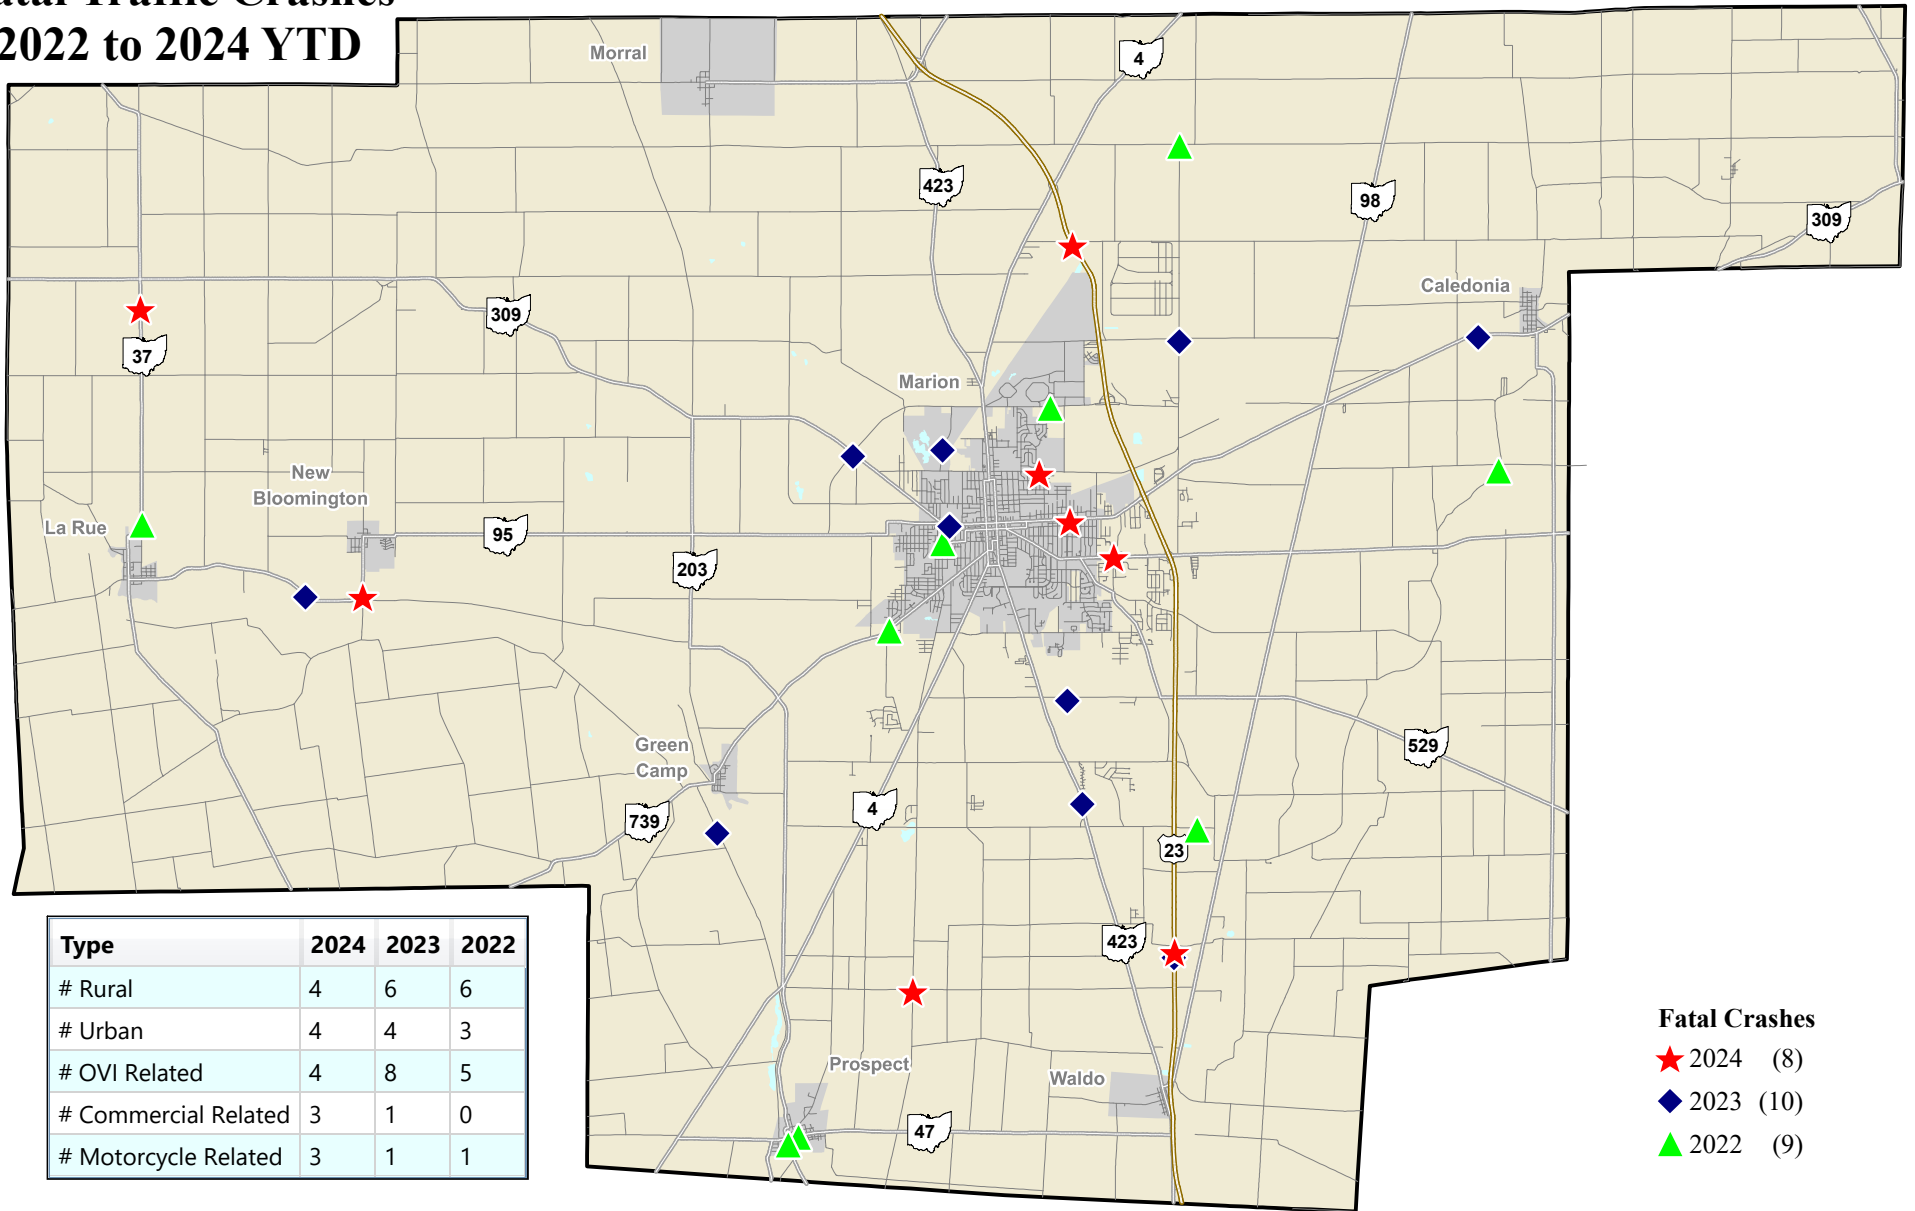 2022 to 2024 YTD
Morral
4
423
98
309
Caledonia
309
37
Marion
New
Bloomington
La Rue
95
203
Green
Camp
529
4
739
23
423
Prospect
Waldo
47
Type 2024 2023 2022
# Rural 4 6 6
# Urban 4 4 3
# OVI Related 4 8 5
# Commercial Related 3 1 0
# Motorcycle Related 3 1 1
Fatal Crashes
2024 (8)
2023 (10)
2022 (9)